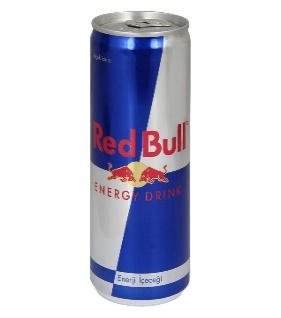 Red Bull
ENERGY DRINK
Enerji İçeceği